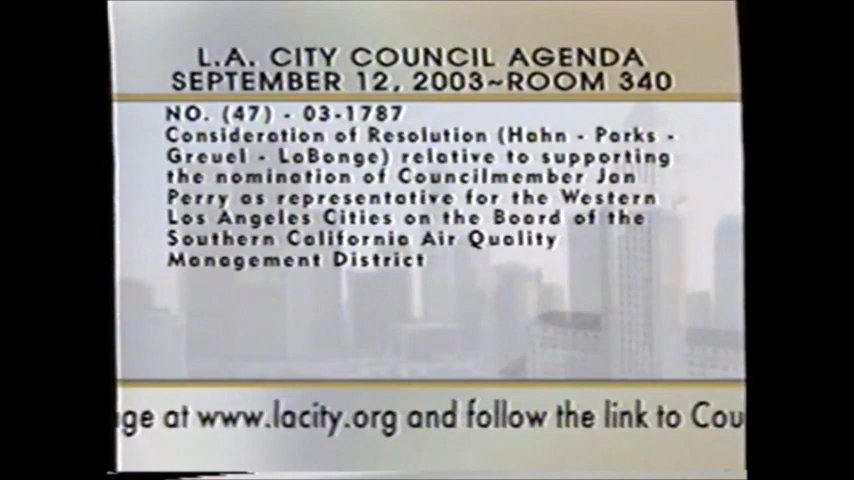 L.A. CITY COUNCIL AGENDA
SEPTEMBER 12, 2003~ROOM 340
NO. (47) - 03-1787
Consideration of Resolution (Hahn - Parks -
Greuel - LaBonge) relative to supporting
the nomination of Councilmember Jan
Perry as representative for the Western
Los Angeles Cities on the Board of the
Southern California Air Quality
Management District
ge at www.lacity.org and follow the link to Cou